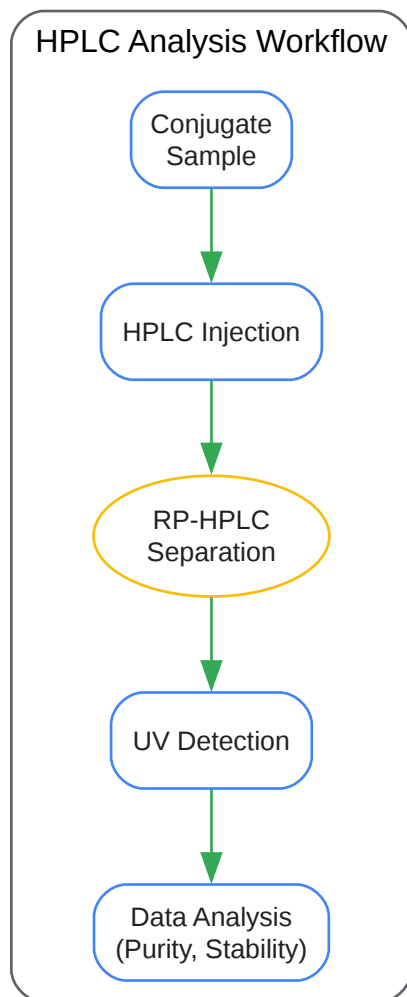 HPLC Analysis Workflow
Conjugate
Sample
HPLC Injection
RP-HPLC
Separation
UV Detection
Data Analysis
(Purity, Stability)